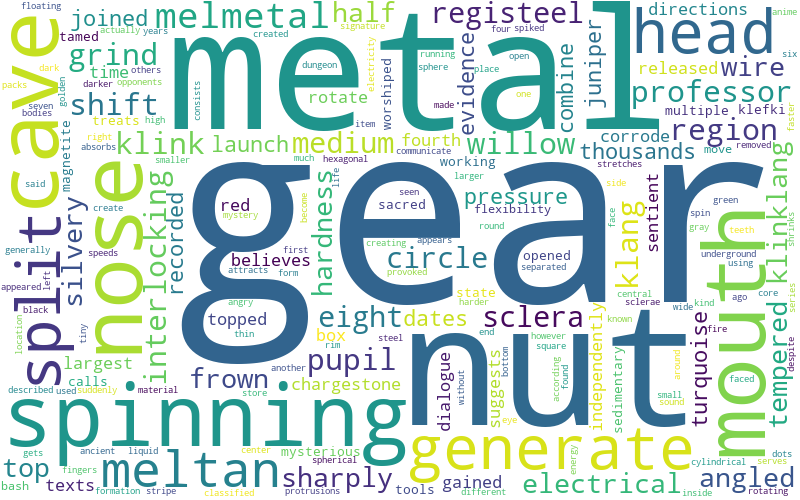 floating
joined
melmetal
half
registeel
directions
anime
signature
actually
years
tamed
created
four
spiked
head
packs
dark
grind
metal
running
open
six
opponents
electricity
dungeon
sphere
place
released
wire
cave
golden
darker
others
time
evidence
combine
juniper
professor
shift
rotate
worshiped
consists
item
made
one
multiple
klefki
faster
seven
bodies
treats
magnetite
right
high
klink
launch
medium
fourth
willow
corrode
region
said
absorbs
smaller
much
hexagonal
communicate
working
thousands
move
removed
generally
create
nose
red
life
larger
stretches
side
green
seen
pressure
klang
sentient
spin
teeth
mystery
sacred
flexibility
face
gray
split
silvery
recorded
interlocking
gear
hardness
become
appears
round
believes
first
creating
circle
opened
separated
mouth
klinklang
shrinks
underground
using
speeds
attracts
form
provoked
state
central
sclerae
wide
kind
appeared
left
angry
harder
ago
core
series
location
black
tiny
topped
thin
eight
dates
sclera
independently
known
fire
despite
box
rim
steel
end
however
square
largest
frown
another
pupil
nut
turquoise
tempered
calls
chargestone
without
bottom
according
found
sedimentary
small
around
faced
described
used
suddenly
material
store
dialogue
suggests
sound
cylindrical
serves
spinning
eye
energy
dots
gets
mysterious
center
generate
top
ancient
liquid
spherical
meltan
sharply
tools
gained
electrical
angled
bash
texts
fingers
formation
stripe
protrusions
classified
different
inside
rotating